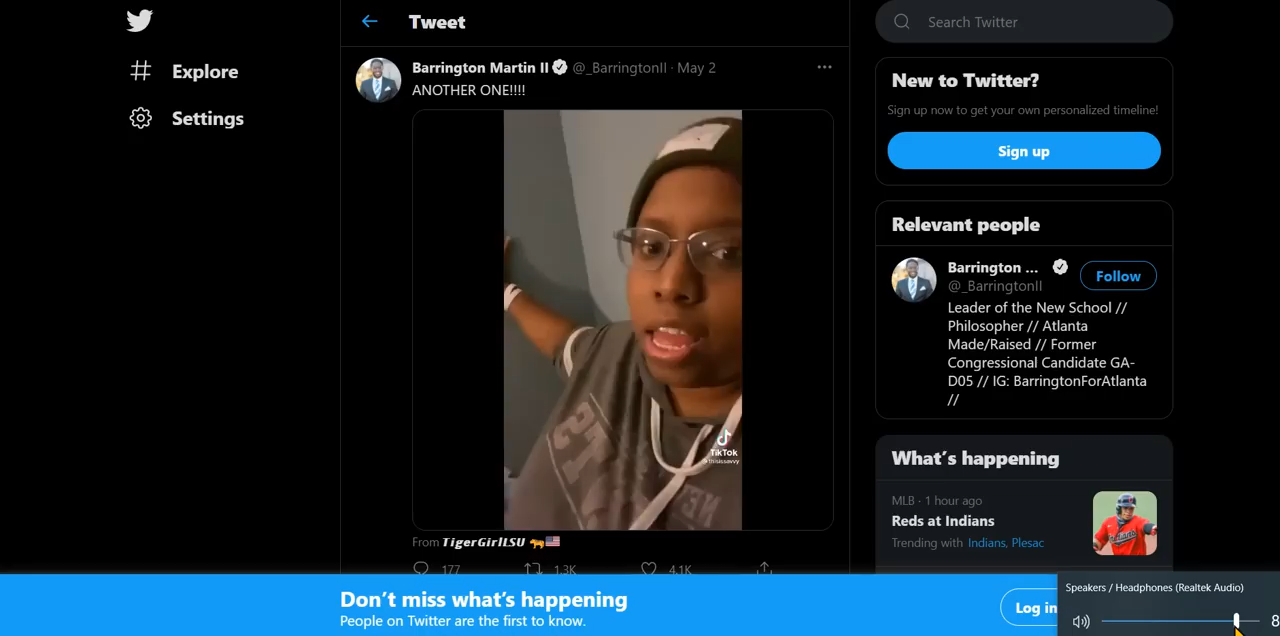 Tweet
Explore
Settings
Barrington Martin II @_BarringtonII · May 2
ANOTHER ONE!!!!
TikTok
From TigerGirlLSU
177 1.3K 4.1K
Search Twitter
New to Twitter?
Sign up now to get your own personalized timeline!
Sign up
Relevant people
Barrington ...
@_BarringtonII
Follow
Leader of the New School //
Philosopher // Atlanta
Made/Raised // Former
Congressional Candidate GA-
D05 // IG: BarringtonForAtlanta
//
What's happening
MLB · 1 hour ago
Reds at Indians
Trending with Indians, Plesac
Don't miss what's happening
People on Twitter are the first to know.
Log in
Speakers / Headphones (Realtek Audio)